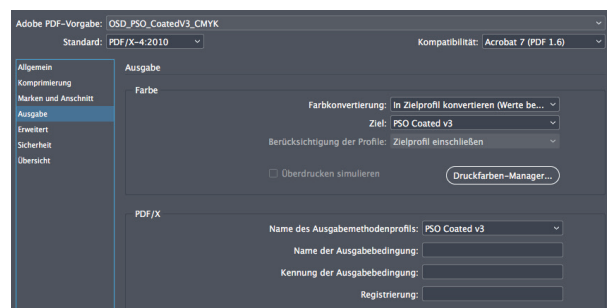 Adobe PDF-Vorgabe: OSD_PSO_CoatedV3_CMYK
Standard: PDF/X-4:2010 Kompatibilität: Acrobat 7 (PDF 1.6)
Allgemein
Komprimierung
Marken und Anschnitt
Ausgabe
Erweitert
Sicherheit
Übersicht
Ausgabe
Farbe
Farbkonvertierung: In Zielprofil konvertieren (Werte be...
Ziel: PSO Coated v3
Berücksichtigung der Profile: Zielprofil einschließen
Überdrucken simulieren
Druckfarben-Manager...
PDF/X
Name des Ausgabemethodenprofils: PSO Coated v3
Name der Ausgabebedingung:
Kennung der Ausgabebedingung:
Registrierung: